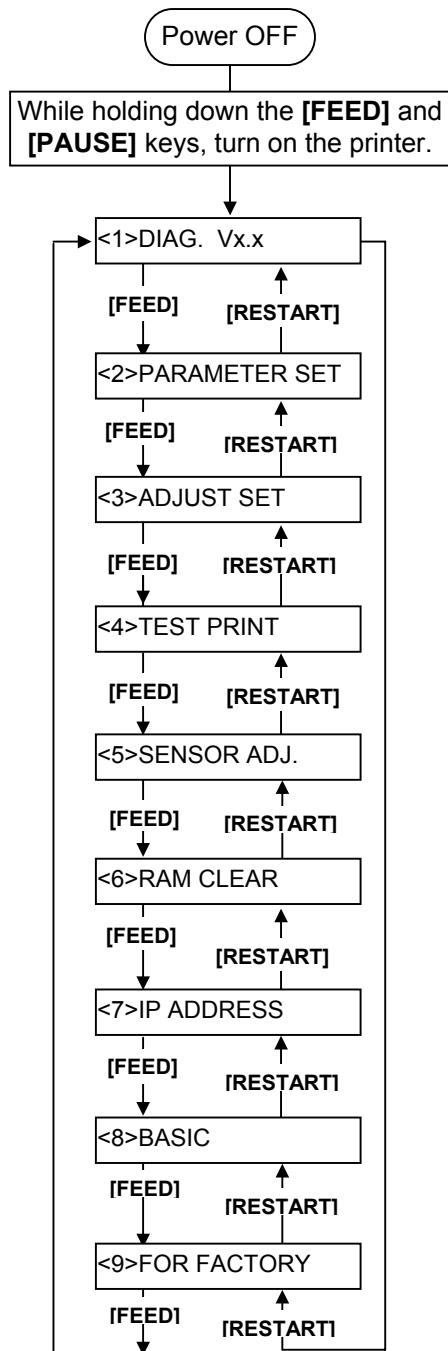 Power OFF
While holding down the [FEED] and
[PAUSE] keys, turn on the printer.
<1>DIAG. Vx.x
[FEED] [RESTART]
<2>PARAMETER SET
[FEED] [RESTART]
<3>ADJUST SET
[FEED] [RESTART]
<4>TEST PRINT
[FEED] [RESTART]
<5>SENSOR ADJ.
[FEED] [RESTART]
<6>RAM CLEAR
[FEED] [RESTART]
<7>IP ADDRESS
[FEED] [RESTART]
<8>BASIC
[FEED] [RESTART]
<9>FOR FACTORY
[FEED] [RESTART]